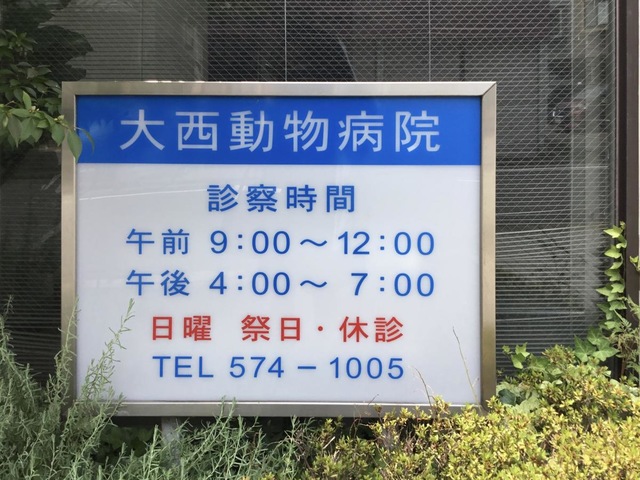 大西動物病院
診察時間
午前 9:00～12:00
午後 4:00～ 7:00
日曜 祭日・休診
TEL 574－1005